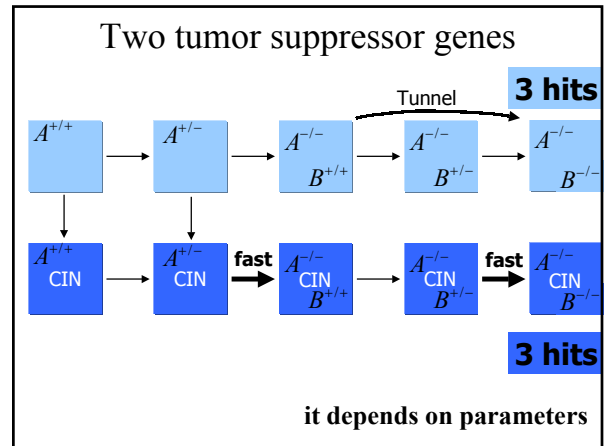 Two tumor suppressor genes
3 hits
Tunnel
A^{+/+}
A^{+/-}
A^{-/-}
B^{+/+}
A^{-/-}
B^{+/-}
A^{-/-}
B^{-/-}
A^{+/+}
CIN
A^{+/-}
CIN
fast
A^{-/-}
CIN
B^{+/+}
A^{-/-}
CIN
B^{+/-}
fast
A^{-/-}
CIN
B^{-/-}
3 hits
it depends on parameters